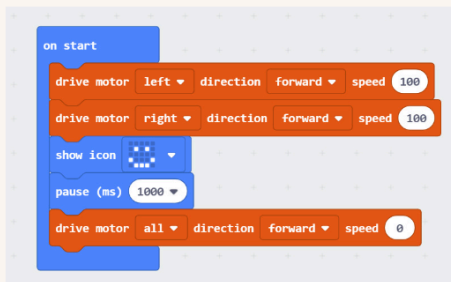 on start
drive motor left direction forward speed 100
drive motor right direction forward speed 100
show icon
pause (ms) 1000
drive motor all direction forward speed 0